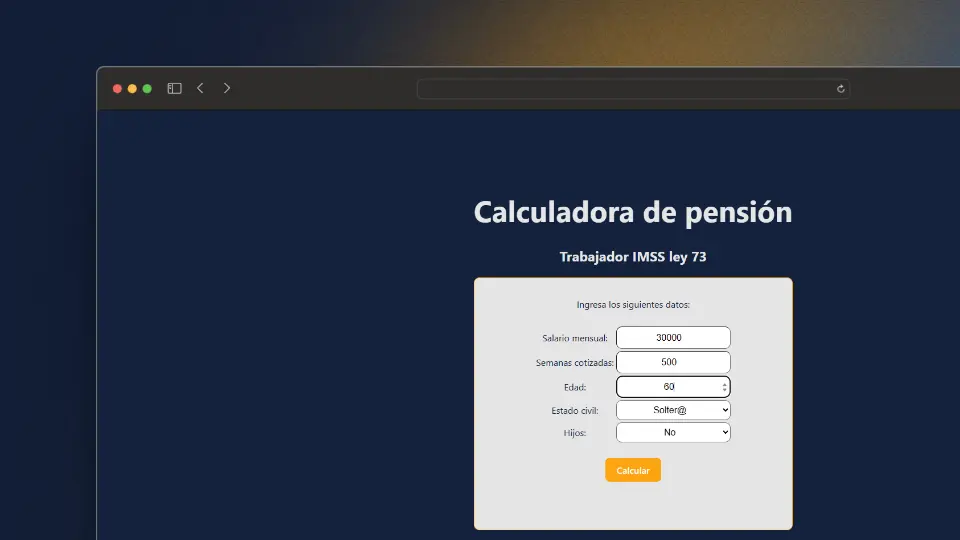 Calculadora de pensión
Trabajador IMSS ley 73
Ingresa los siguientes datos:
Salario mensual: 30000
Semanas cotizadas: 500
Edad: 60
Estado civil: Solter@
Hijos: No
Calcular